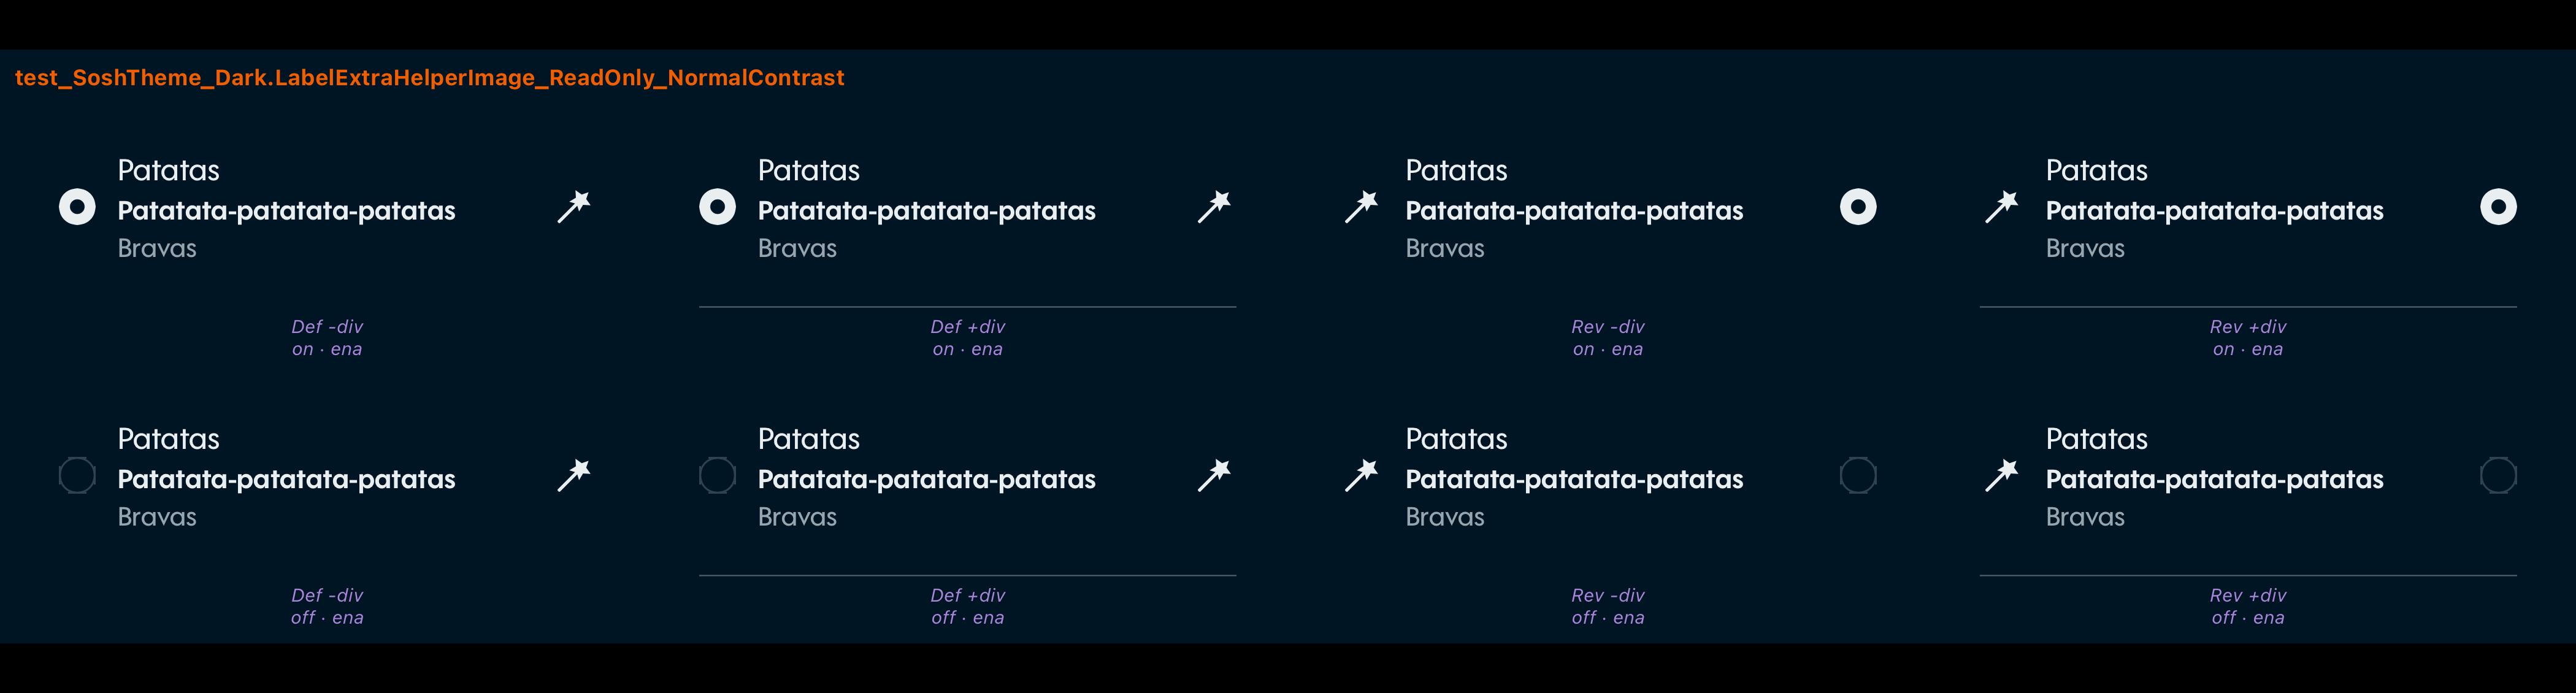 test_SoshTheme_Dark.LabelExtraHelperImage_ReadOnly_NormalContrast
Patatas
Patatata-patatata-patatas
Bravas
Def -div
on · ena
Patatas
Patatata-patatata-patatas
Bravas
Def +div
on · ena
Patatas
Patatata-patatata-patatas
Bravas
Rev -div
on · ena
Patatas
Patatata-patatata-patatas
Bravas
Rev +div
on · ena
Patatas
Patatata-patatata-patatas
Bravas
Def -div
off · ena
Patatas
Patatata-patatata-patatas
Bravas
Def +div
off · ena
Patatas
Patatata-patatata-patatas
Bravas
Rev -div
off · ena
Patatas
Patatata-patatata-patatas
Bravas
Rev +div
off · ena